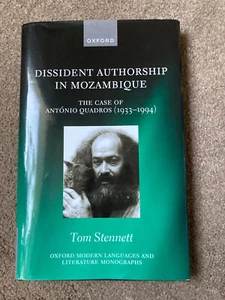 OXFORD
DISSIDENT AUTHORSHIP
IN MOZAMBIQUE
THE CASE OF
ANTÓNIO QUADROS (1933–1994)
Tom Stennett
OXFORD MODERN LANGUAGES AND
LITERATURE MONOGRAPHS